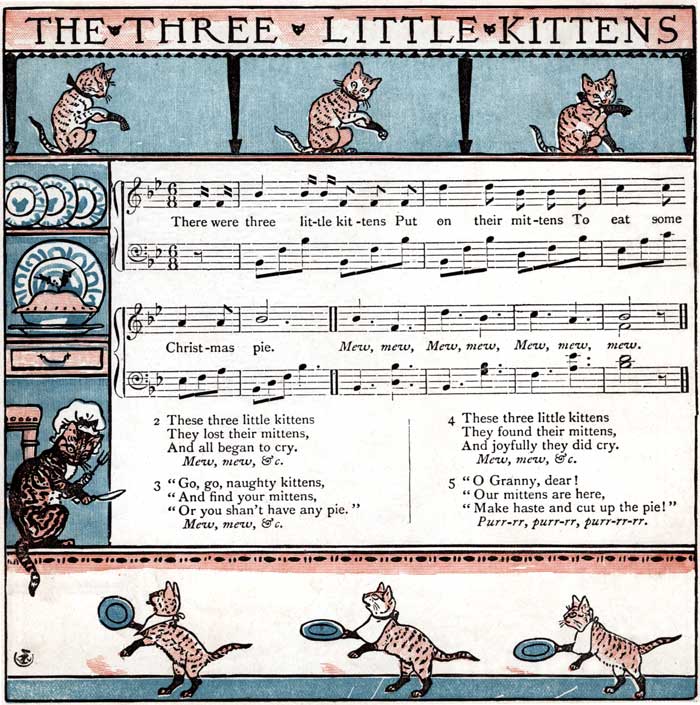 THE THREE LITTLE KITTENS
There were three lit-tle kit-tens Put on their mit-tens To eat some
Christ-mas pie. Mew, mew, Mew, mew, Mew, mew, mew.
2 These three little kittens
They lost their mittens,
And all began to cry.
Mew, mew, &c.
3 "Go, go, naughty kittens,
"And find your mittens,
"Or you shan't have any pie."
Mew, mew, &c.
4 These three little kittens
They found their mittens,
And joyfully they did cry.
Mew, mew, &c.
5 "O Granny, dear!
"Our mittens are here,
"Make haste and cut up the pie!"
Purr-rr, purr-rr, purr-rr-rr.